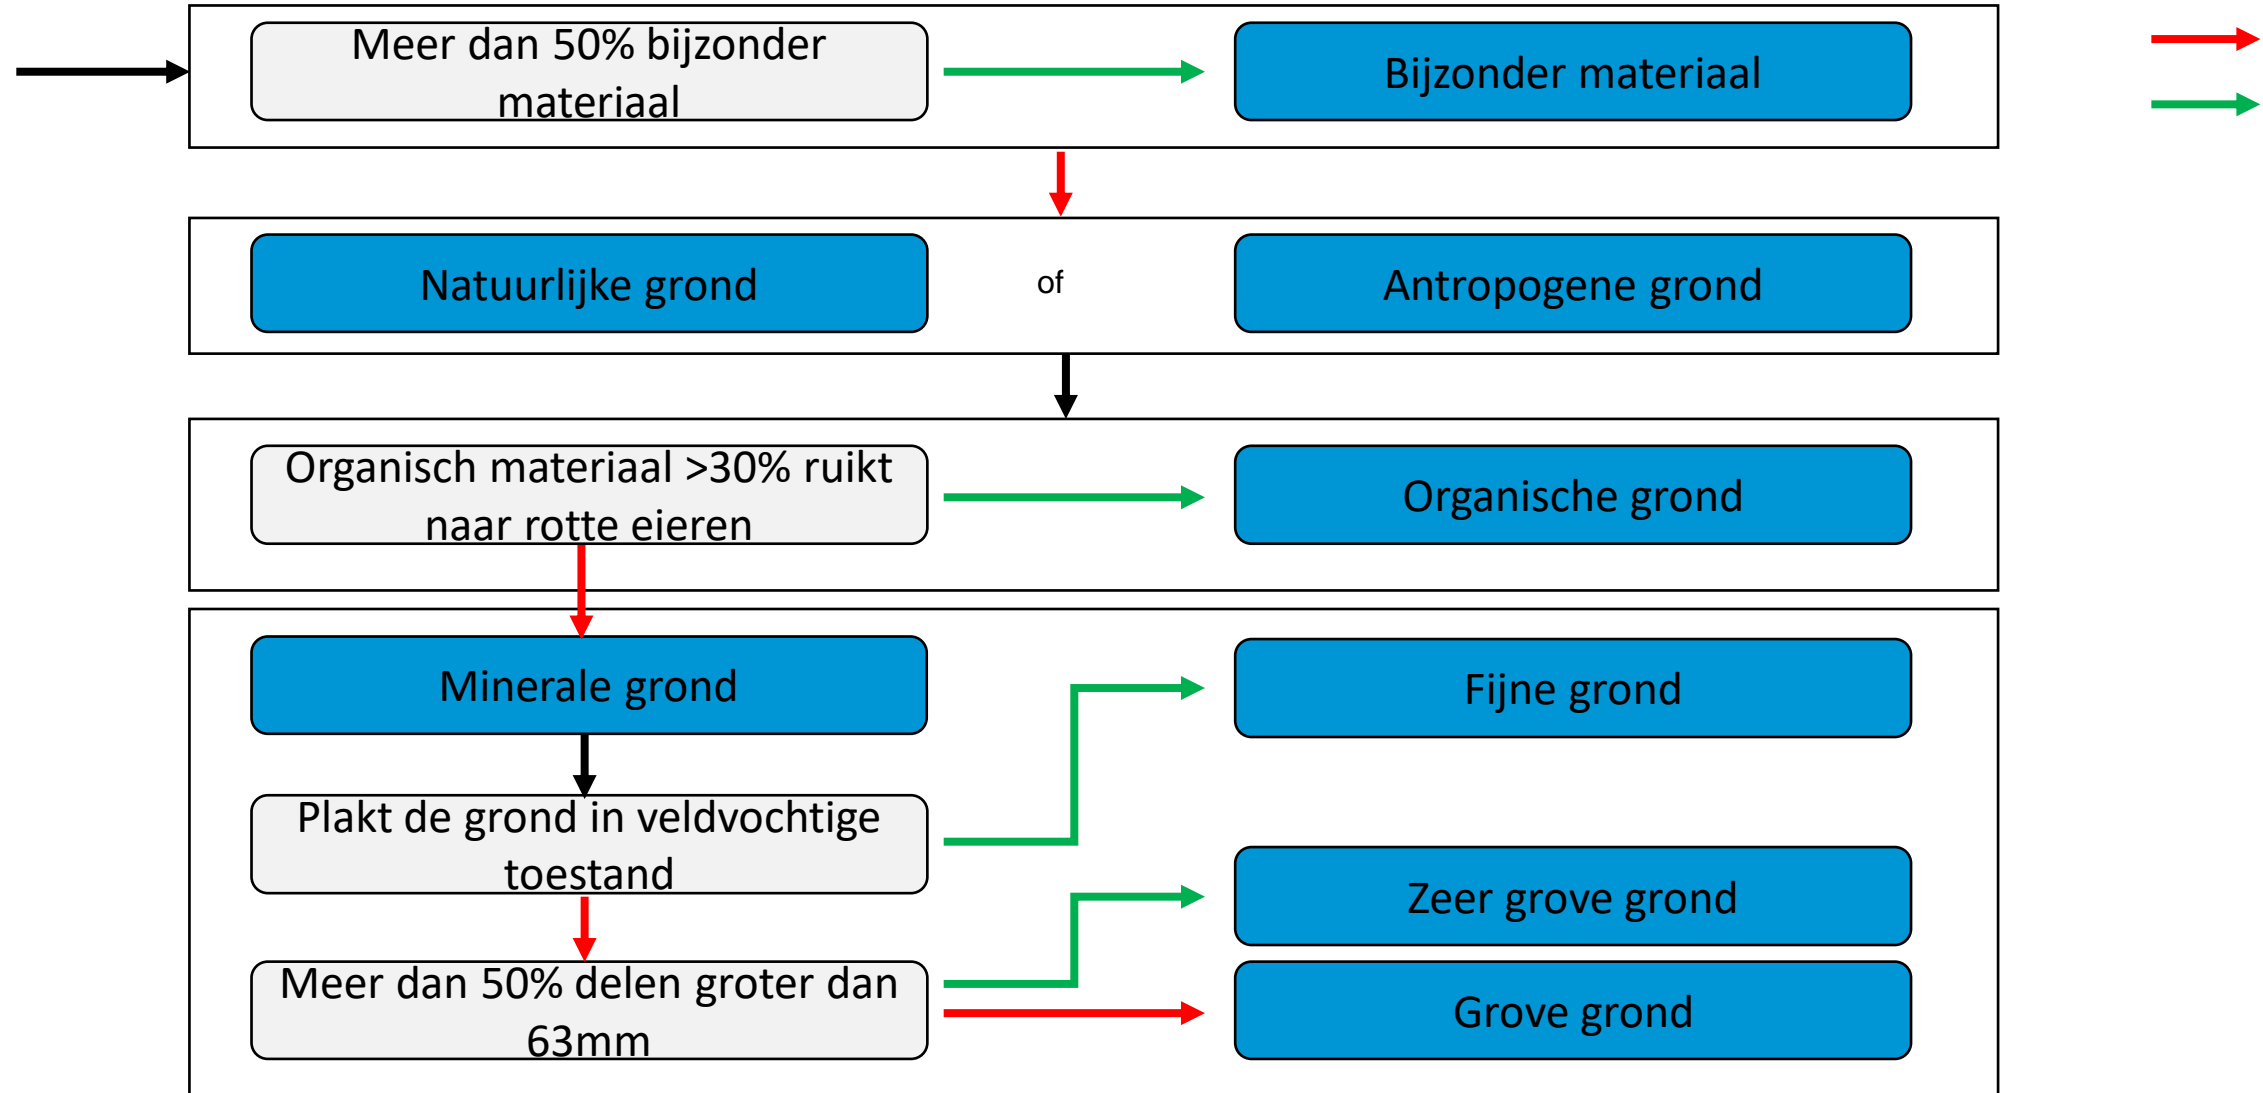 Meer dan 50% bijzonder
materiaal
Bijzonder materiaal
Natuurlijke grond
of
Antropogene grond
Organisch materiaal >30% ruikt
naar rotte eieren
Organische grond
Minerale grond
Fijne grond
Plakt de grond in veldvochtige
toestand
Zeer grove grond
Meer dan 50% delen groter dan
63mm
Grove grond